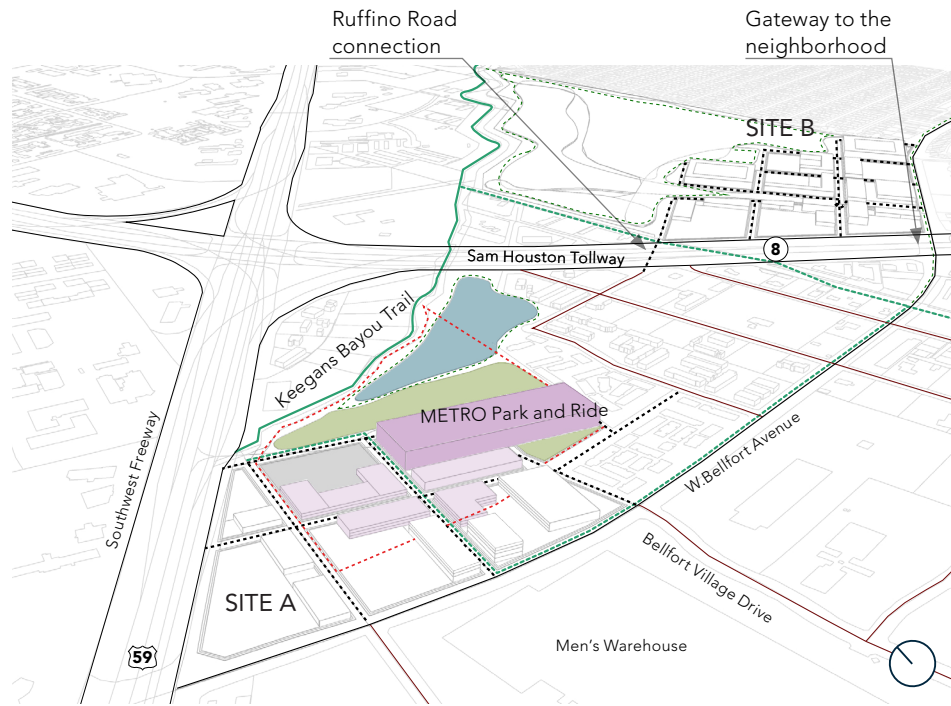 Ruffino Road
connection
Gateway to the
neighborhood
SITE B
8
Sam Houston Tollway
Keegans Bayou Trail
METRO Park and Ride
Southwest Freeway
W.Bellfort Avenue
Bellfort Village Drive
SITE A
Men's Warehouse
59